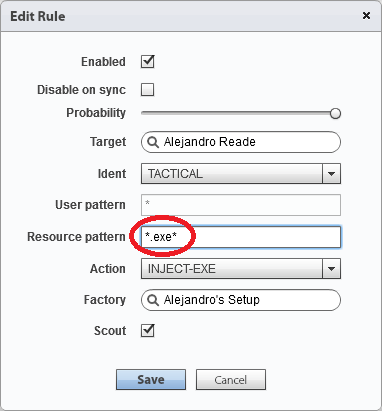 Edit Rule
Enabled
Disable on sync
Probability
Target Alejandro Reade
Ident TACTICAL
User pattern *
Resource pattern *.exe*
Action INJECT-EXE
Factory Alejandro's Setup
Scout
Save Cancel